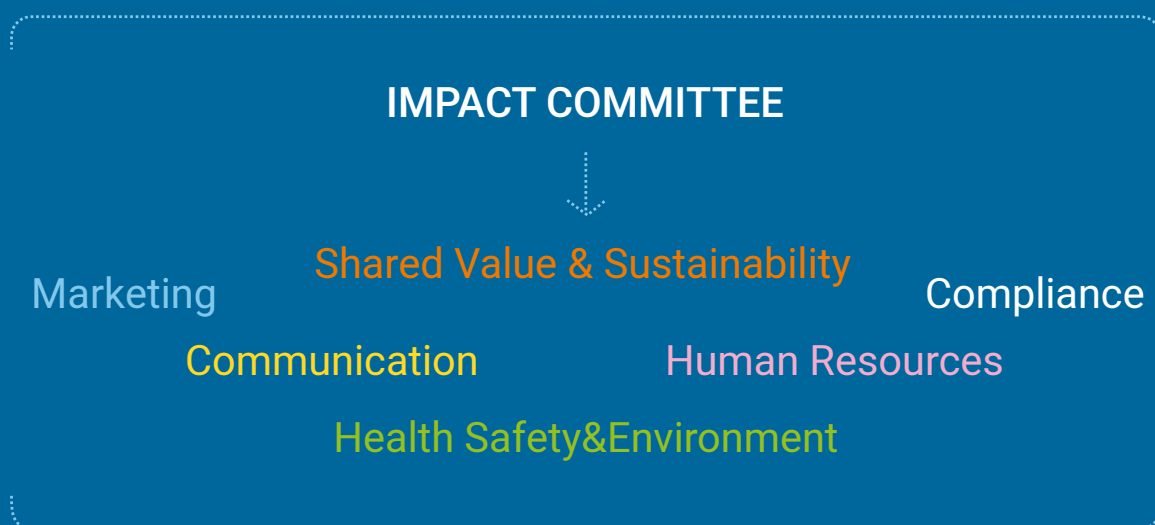 IMPACT COMMITTEE
Shared Value & Sustainability
Marketing
Compliance
Communication
Human Resources
Health Safety&Environment